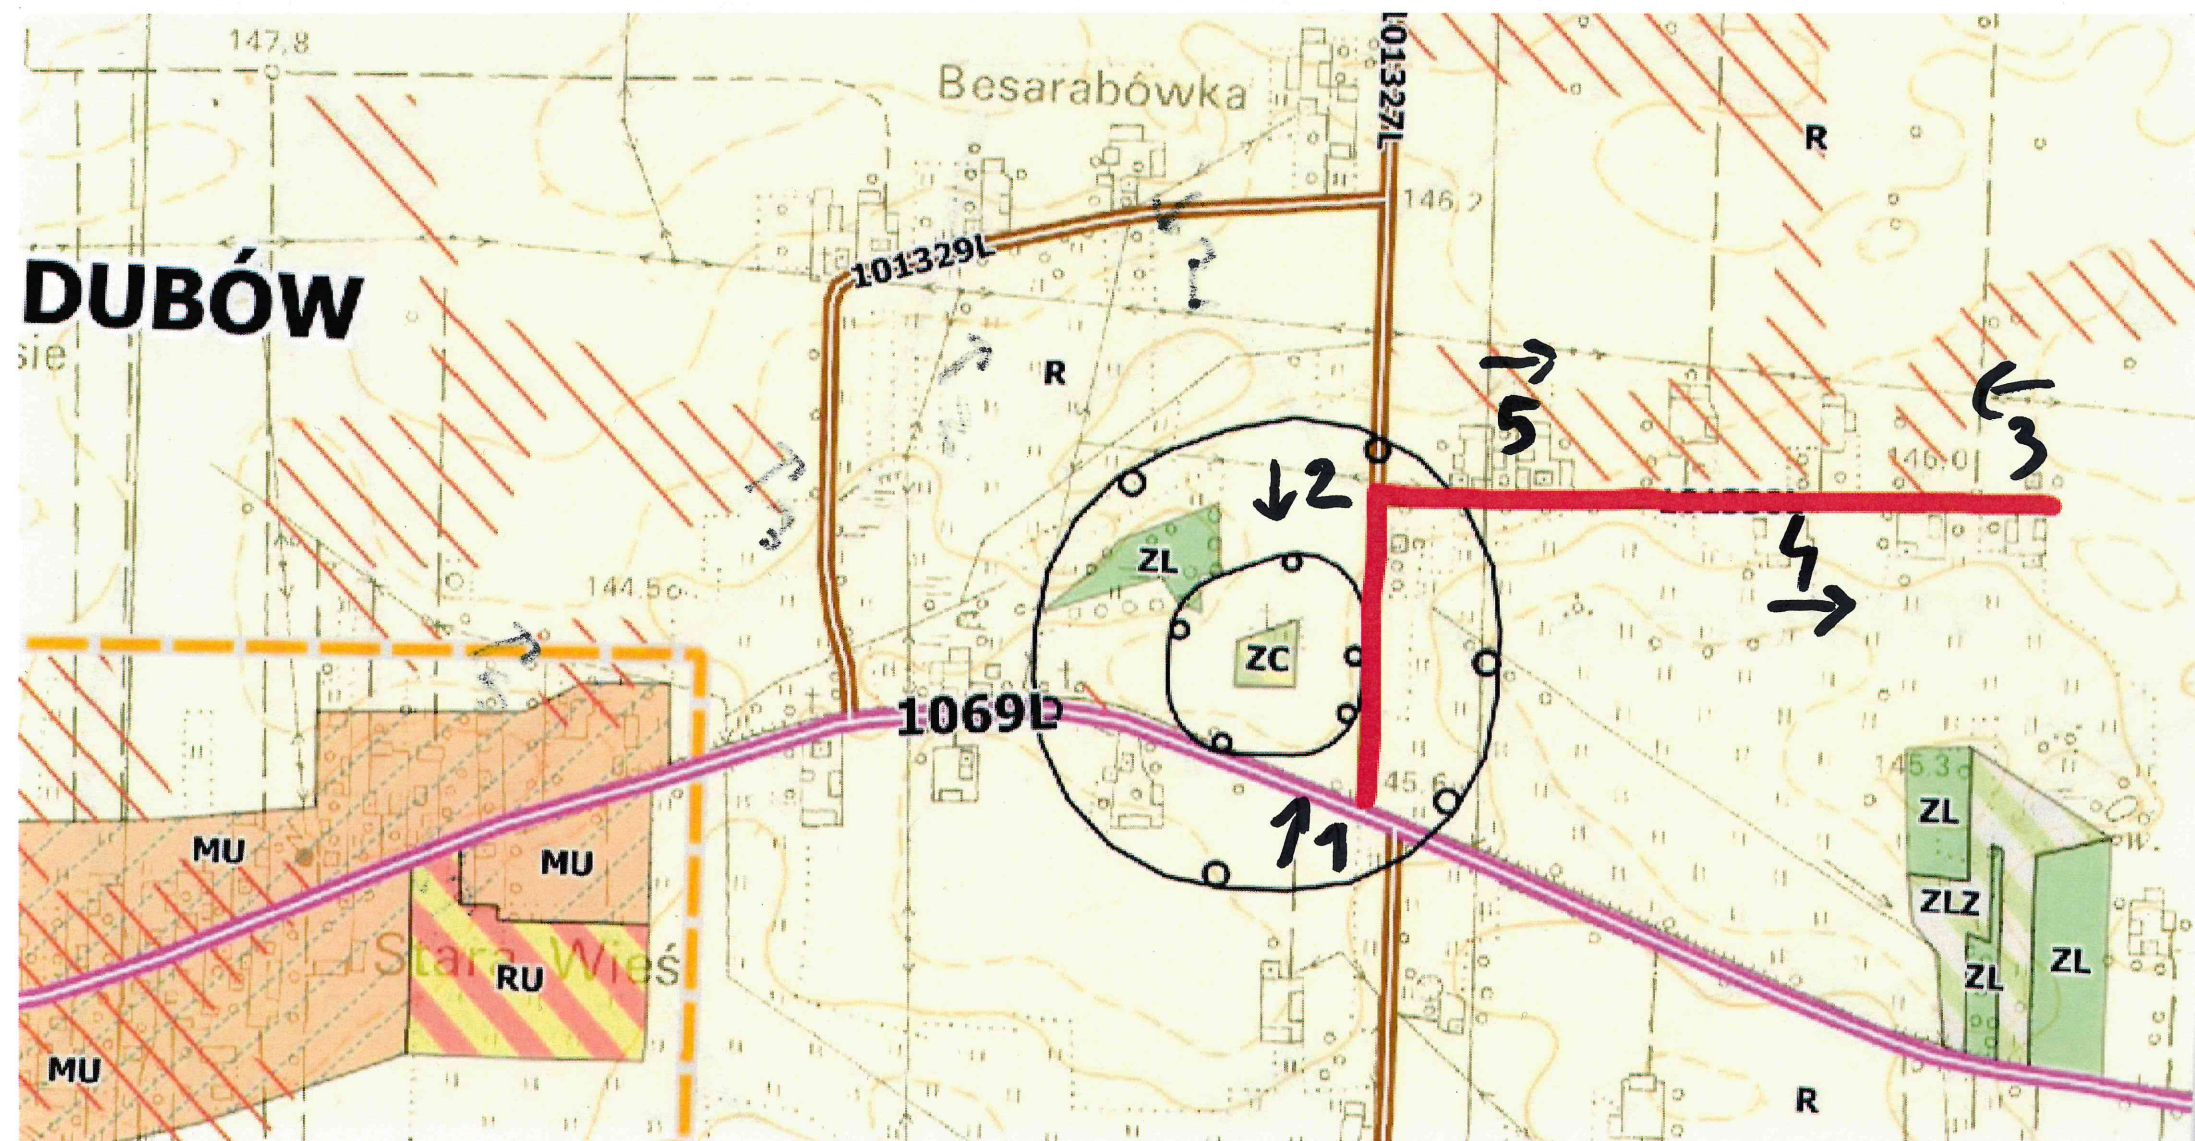 147,8
Besarabówka
101327L
R
146,2
101329L
DUBÓW
sie
R
5
3
2
146,0
4
ZL
144.5
ZC
1069L
45.6
145.3
ZL
1
MU
MU
ZLZ
Stara Wieś
RU
ZL
ZL
MU
R